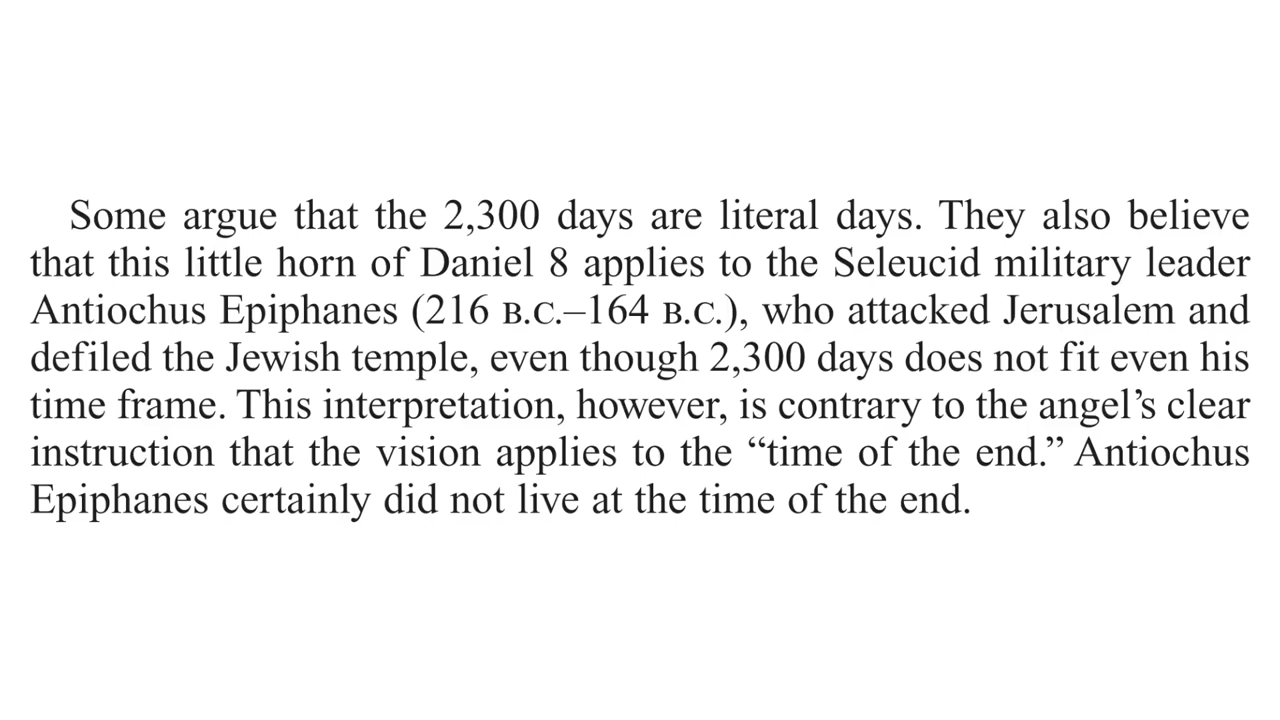 Some argue that the 2,300 days are literal days. They also believe
that this little horn of Daniel 8 applies to the Seleucid military leader
Antiochus Epiphanes (216 B.C.–164 B.C.), who attacked Jerusalem and
defiled the Jewish temple, even though 2,300 days does not fit even his
time frame. This interpretation, however, is contrary to the angel’s clear
instruction that the vision applies to the “time of the end.” Antiochus
Epiphanes certainly did not live at the time of the end.